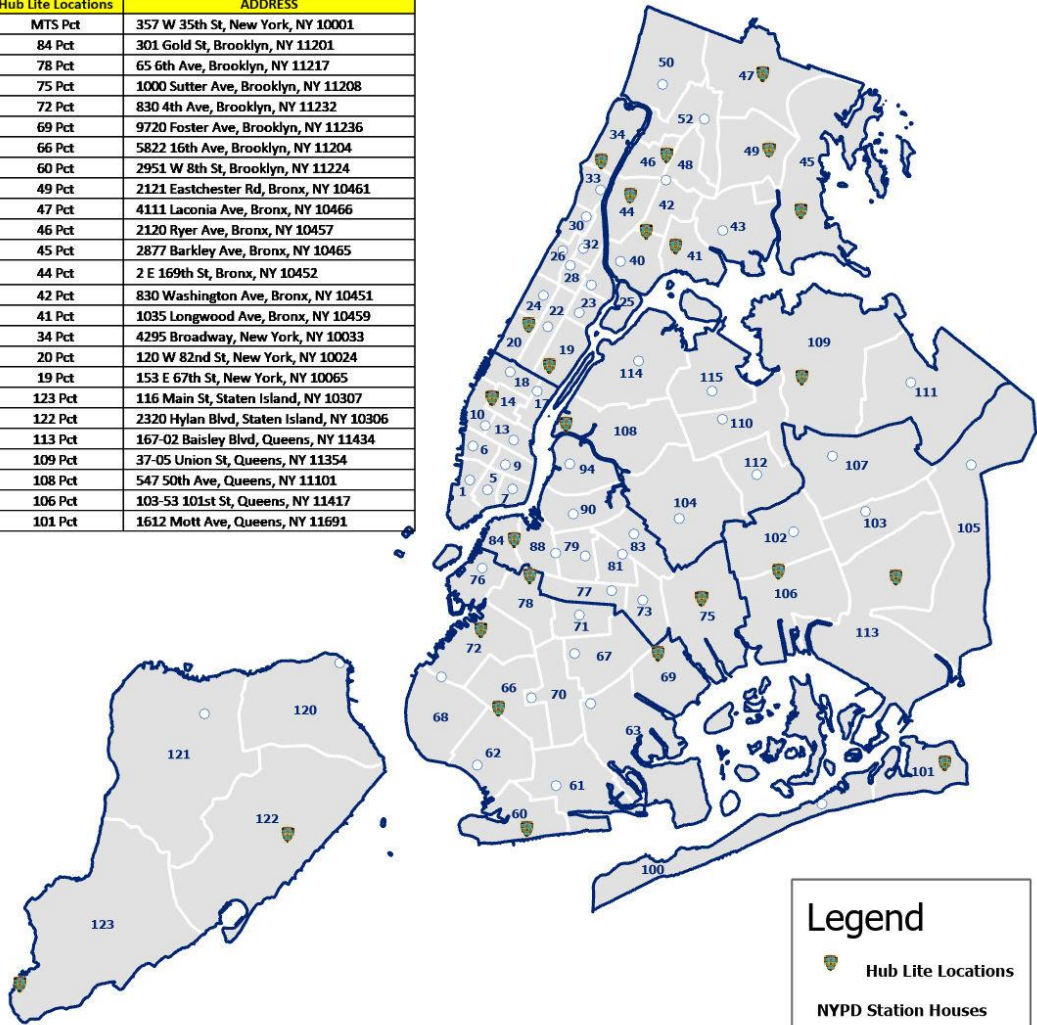 Hub Lite Locations ADDRESS
MTS Pct 357 W 35th St, New York, NY 10001
84 Pct 301 Gold St, Brooklyn, NY 11201
78 Pct 65 6th Ave, Brooklyn, NY 11217
75 Pct 1000 Sutter Ave, Brooklyn, NY 11208
72 Pct 830 4th Ave, Brooklyn, NY 11232
69 Pct 9720 Foster Ave, Brooklyn, NY 11236
66 Pct 5822 16th Ave, Brooklyn, NY 11204
60 Pct 2951 W 8th St, Brooklyn, NY 11224
49 Pct 2121 Eastchester Rd, Bronx, NY 10461
47 Pct 4111 Laconia Ave, Bronx, NY 10466
46 Pct 2120 Ryer Ave, Bronx, NY 10457
45 Pct 2877 Barkley Ave, Bronx, NY 10465
44 Pct 2 E 169th St, Bronx, NY 10452
42 Pct 830 Washington Ave, Bronx, NY 10451
41 Pct 1035 Longwood Ave, Bronx, NY 10459
34 Pct 4295 Broadway, New York, NY 10033
20 Pct 120 W 82nd St, New York, NY 10024
19 Pct 153 E 67th St, New York, NY 10065
123 Pct 116 Main St, Staten Island, NY 10307
122 Pct 2320 Hylan Blvd, Staten Island, NY 10306
113 Pct 167-02 Baisley Blvd, Queens, NY 11434
109 Pct 37-05 Union St, Queens, NY 11354
108 Pct 547 50th Ave, Queens, NY 11101
106 Pct 103-53 101st St, Queens, NY 11417
101 Pct 1612 Mott Ave, Queens, NY 11691
50
47
52
34
46
48
49
45
33
44
42
30
43
32
26
40
41
28
25
24
22
23
20
19
109
18
114
115
111
17
14
10
108
110
13
6
94
112
107
9
5
1
7
90
104
103
105
102
84
88
79
83
81
76
77
78
73
75
106
71
72
67
113
69
66
70
68
63
62
61
60
101
100
120
121
122
123
Legend
Hub Lite Locations
NYPD Station Houses